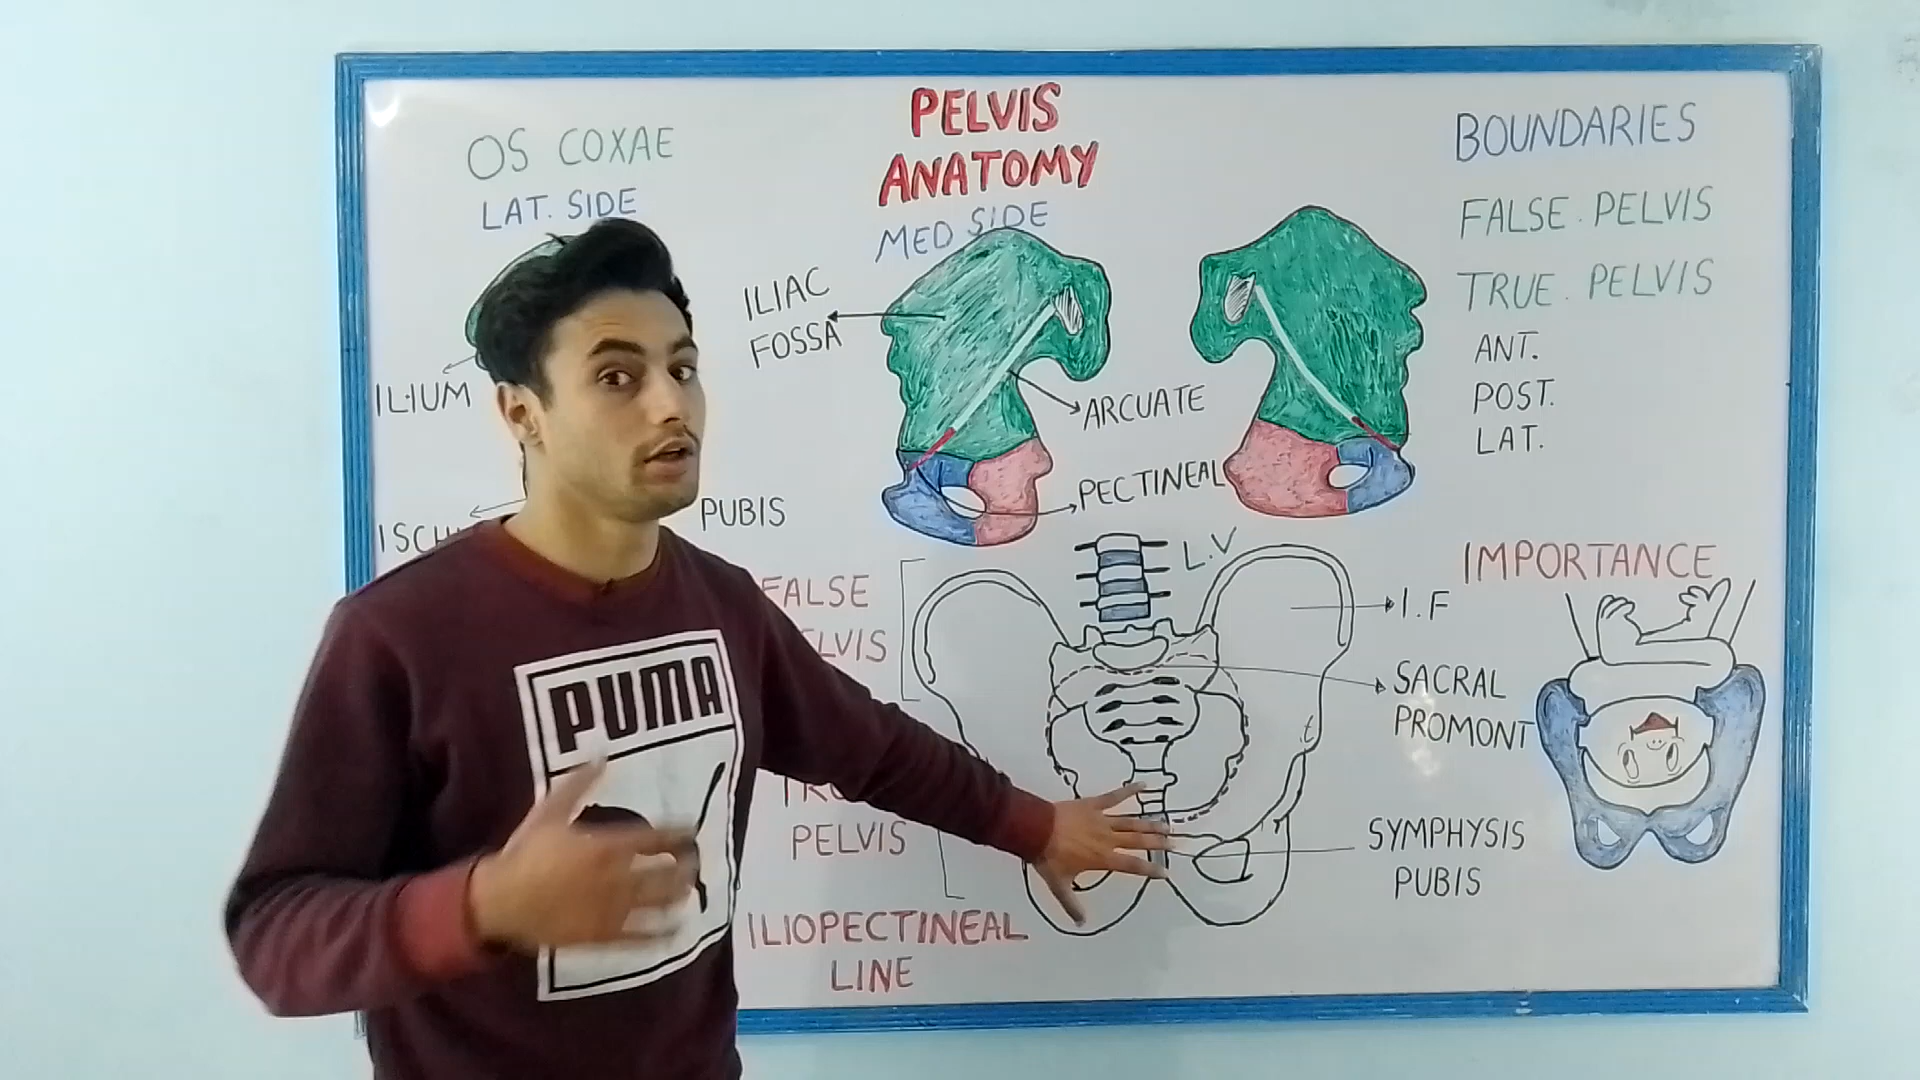 PELVIS
ANATOMY
OS COXAE
LAT. SIDE
MED SIDE
ILIAC
FOSSA
ILIUM
ARCUATE
PECTINEAL
PUBIS
BOUNDARIES
FALSE. PELVIS
TRUE. PELVIS
ANT.
POST.
LAT.
IMPORTANCE
L.V
FALSE
I.F
SACRAL
PROMONT
PELVIS
SYMPHYSIS
PUBIS
ILIOPECTINEAL
LINE
PUMA